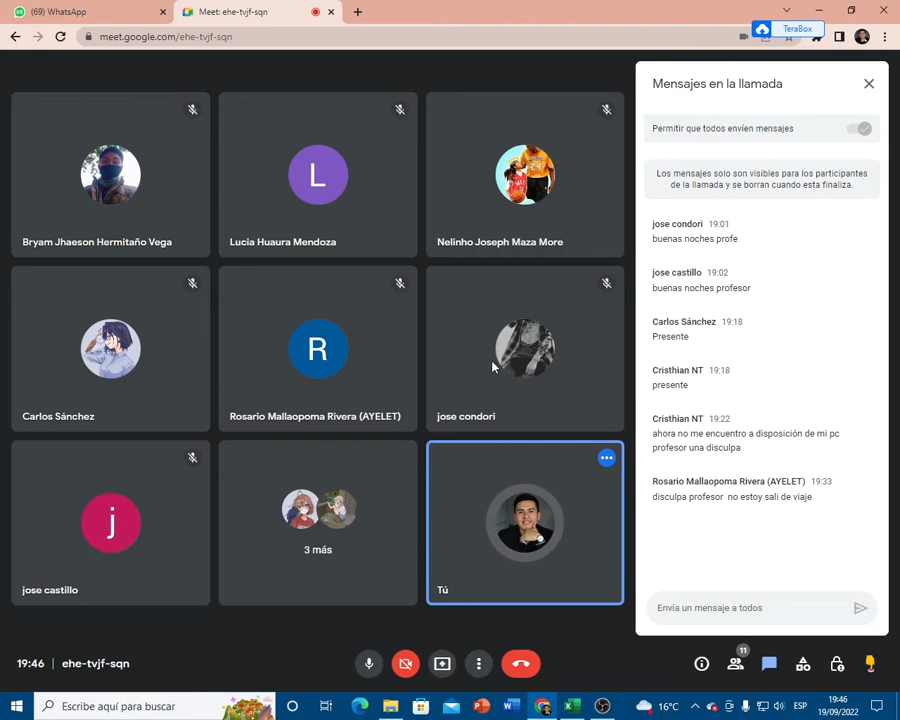 (69) WhatsApp
Meet: ehe-tvjf-sqn
meet.google.com/ehe-tvjf-sqn
TeraBox
Bryam Jhaeson Hermitaño Vega
L
Lucia Huaura Mendoza
24
Nelinho Joseph Maza More
Carlos Sánchez
R
Rosario Mallaopoma Rivera (AYELET)
jose condori
j
jose castillo
3 más
Tú
Mensajes en la llamada
Permitir que todos envíen mensajes
Los mensajes solo son visibles para los participantes
de la llamada y se borran cuando esta finaliza.
jose condori 19:01
buenas noches profe
jose castillo 19:02
buenas noches profesor
Carlos Sánchez 19:18
Presente
Cristhian NT 19:18
presente
Cristhian NT 19:22
ahora no me encuentro a disposición de mi pc
profesor una disculpa
Rosario Mallaopoma Rivera (AYELET) 19:33
disculpa profesor no estoy sali de viaje
Envía un mensaje a todos
19:46 | ehe-tvjf-sqn
11
Escribe aquí para buscar
16°C
ESP
19:46
19/09/2022